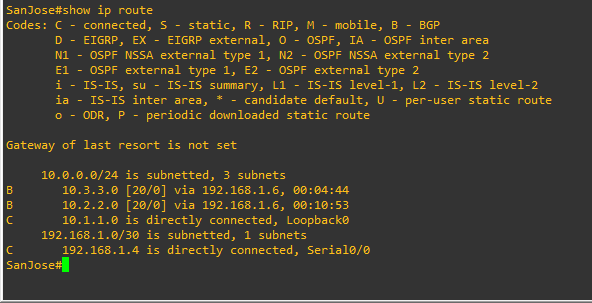 SanJose#show ip route
Codes: C - connected, S - static, R - RIP, M - mobile, B - BGP
       D - EIGRP, EX - EIGRP external, O - OSPF, IA - OSPF inter area
       N1 - OSPF NSSA external type 1, N2 - OSPF NSSA external type 2
       E1 - OSPF external type 1, E2 - OSPF external type 2
       i - IS-IS, su - IS-IS summary, L1 - IS-IS level-1, L2 - IS-IS level-2
       ia - IS-IS inter area, * - candidate default, U - per-user static route
       o - ODR, P - periodic downloaded static route
Gateway of last resort is not set
     10.0.0.0/24 is subnetted, 3 subnets
B       10.3.3.0 [20/0] via 192.168.1.6, 00:04:44
B       10.2.2.0 [20/0] via 192.168.1.6, 00:10:53
C       10.1.1.0 is directly connected, Loopback0
     192.168.1.0/30 is subnetted, 1 subnets
C       192.168.1.4 is directly connected, Serial0/0
SanJose#